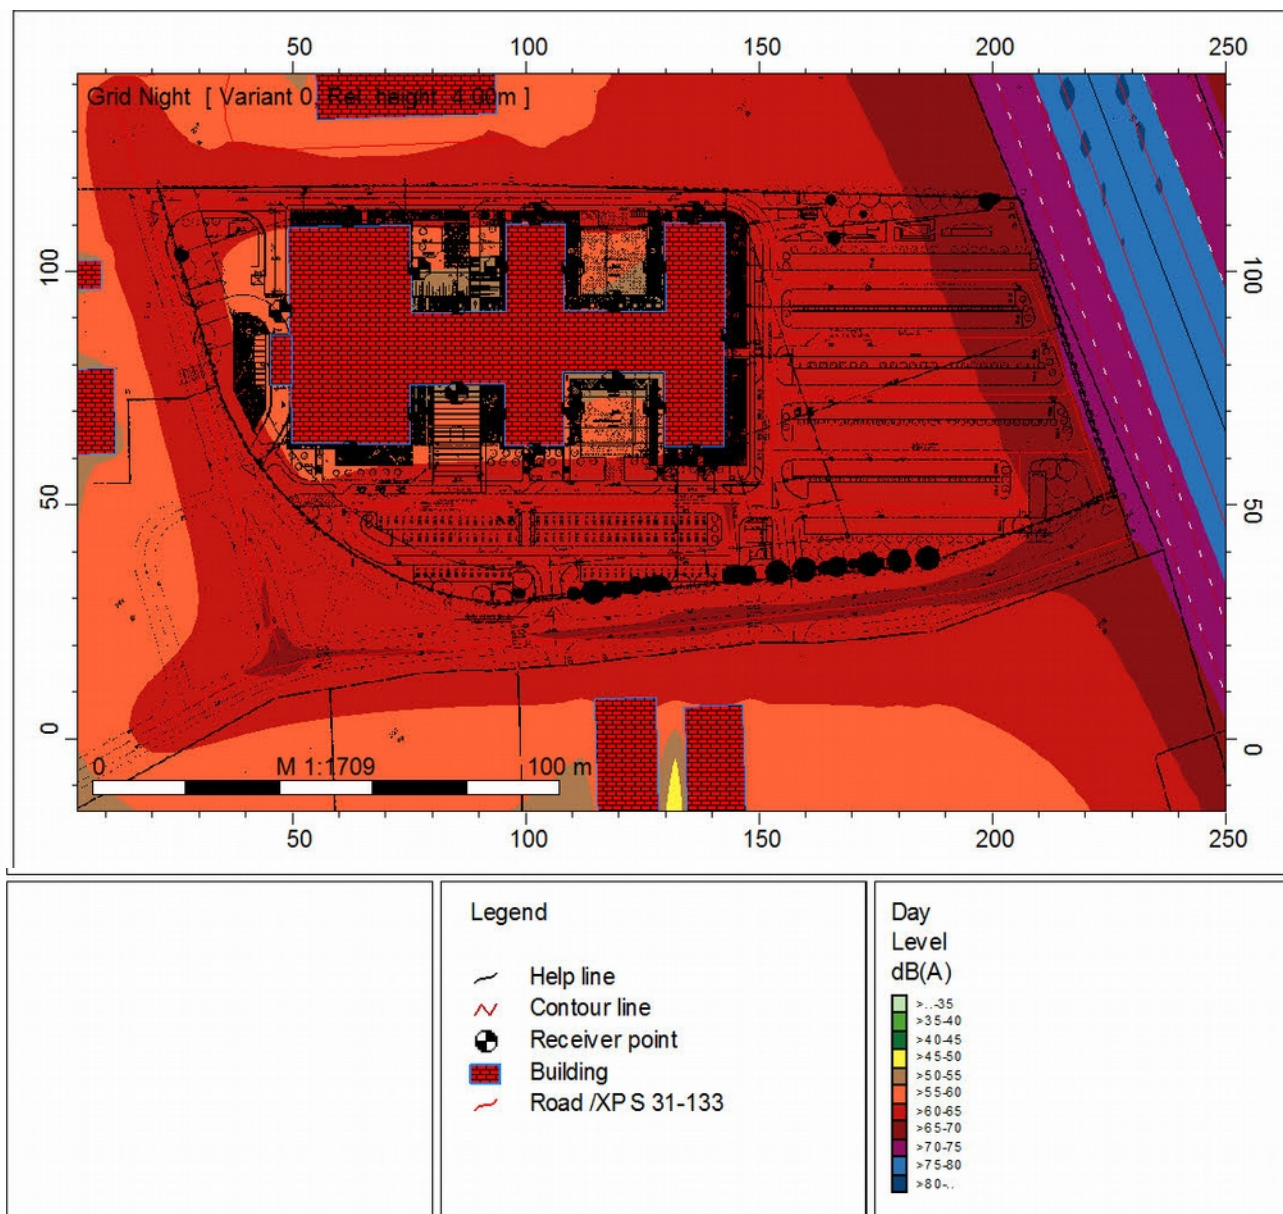 50 100 150 200 250
Grid Night [ Variant 0, Rel. height 4.00m ]
100 100
50 50
0 0
0 M 1:1709 100 m
50 100 150 200 250
Legend
Help line
Contour line
Receiver point
Building
Road /XPS 31-133
Day
Level
dB(A)
>..-35
>35-40
>40-45
>45-50
>50-55
>55-60
>60-65
>65-70
>70-75
>75-80
>80-..